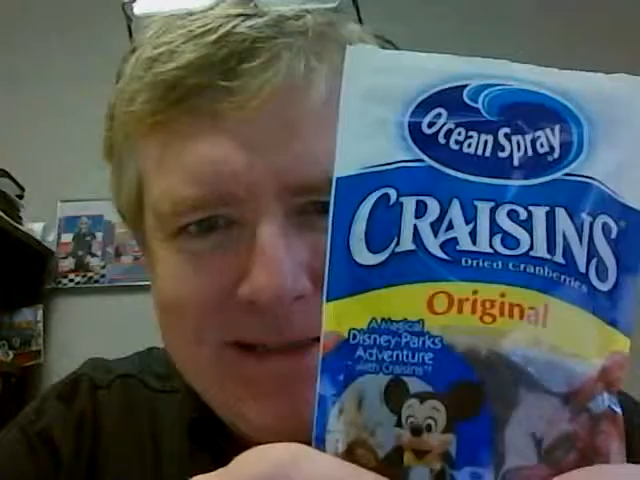 Ocean Spray
CRAISINS
Dried Cranberries
Original
A Magical
Disney Parks
Adventure
with Craisins